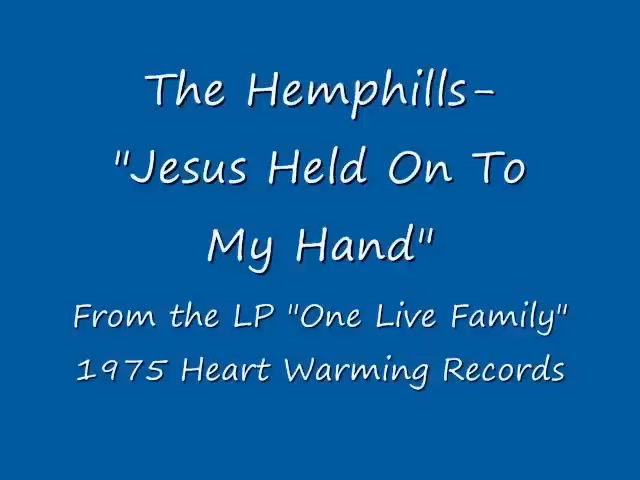 The Hemphills-
"Jesus Held On To
My Hand"
From the LP "One Live Family"
1975 Heart Warming Records